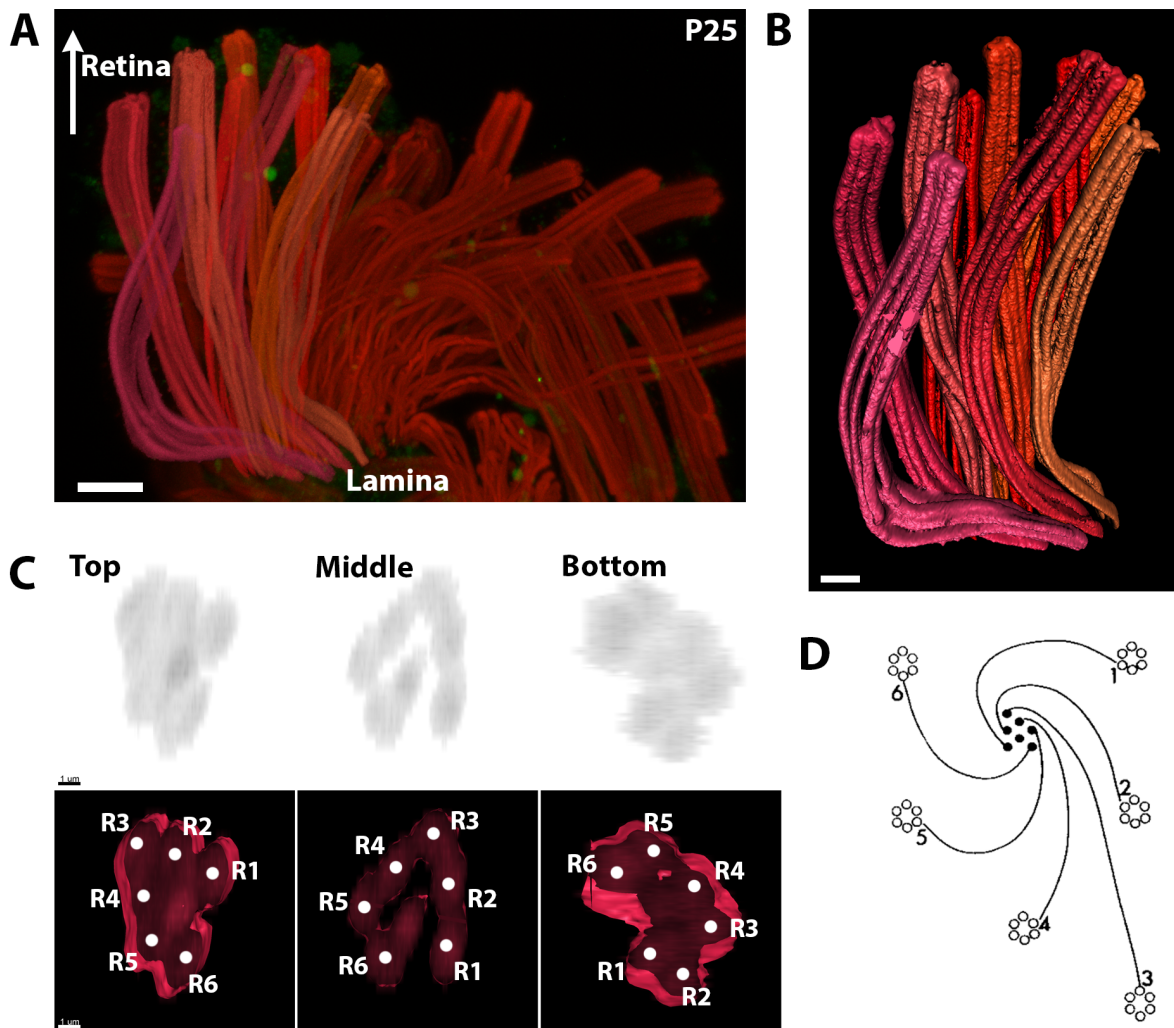 A
P25
Retina
Lamina
B
C
Top
Middle
Bottom
1 um
R3
R2
R1
R4
R5
R6
1 um
R3
R4
R2
R5
R6
R1
R5
R6
R4
R3
R1
R2
D
6
1
2
5
4
3